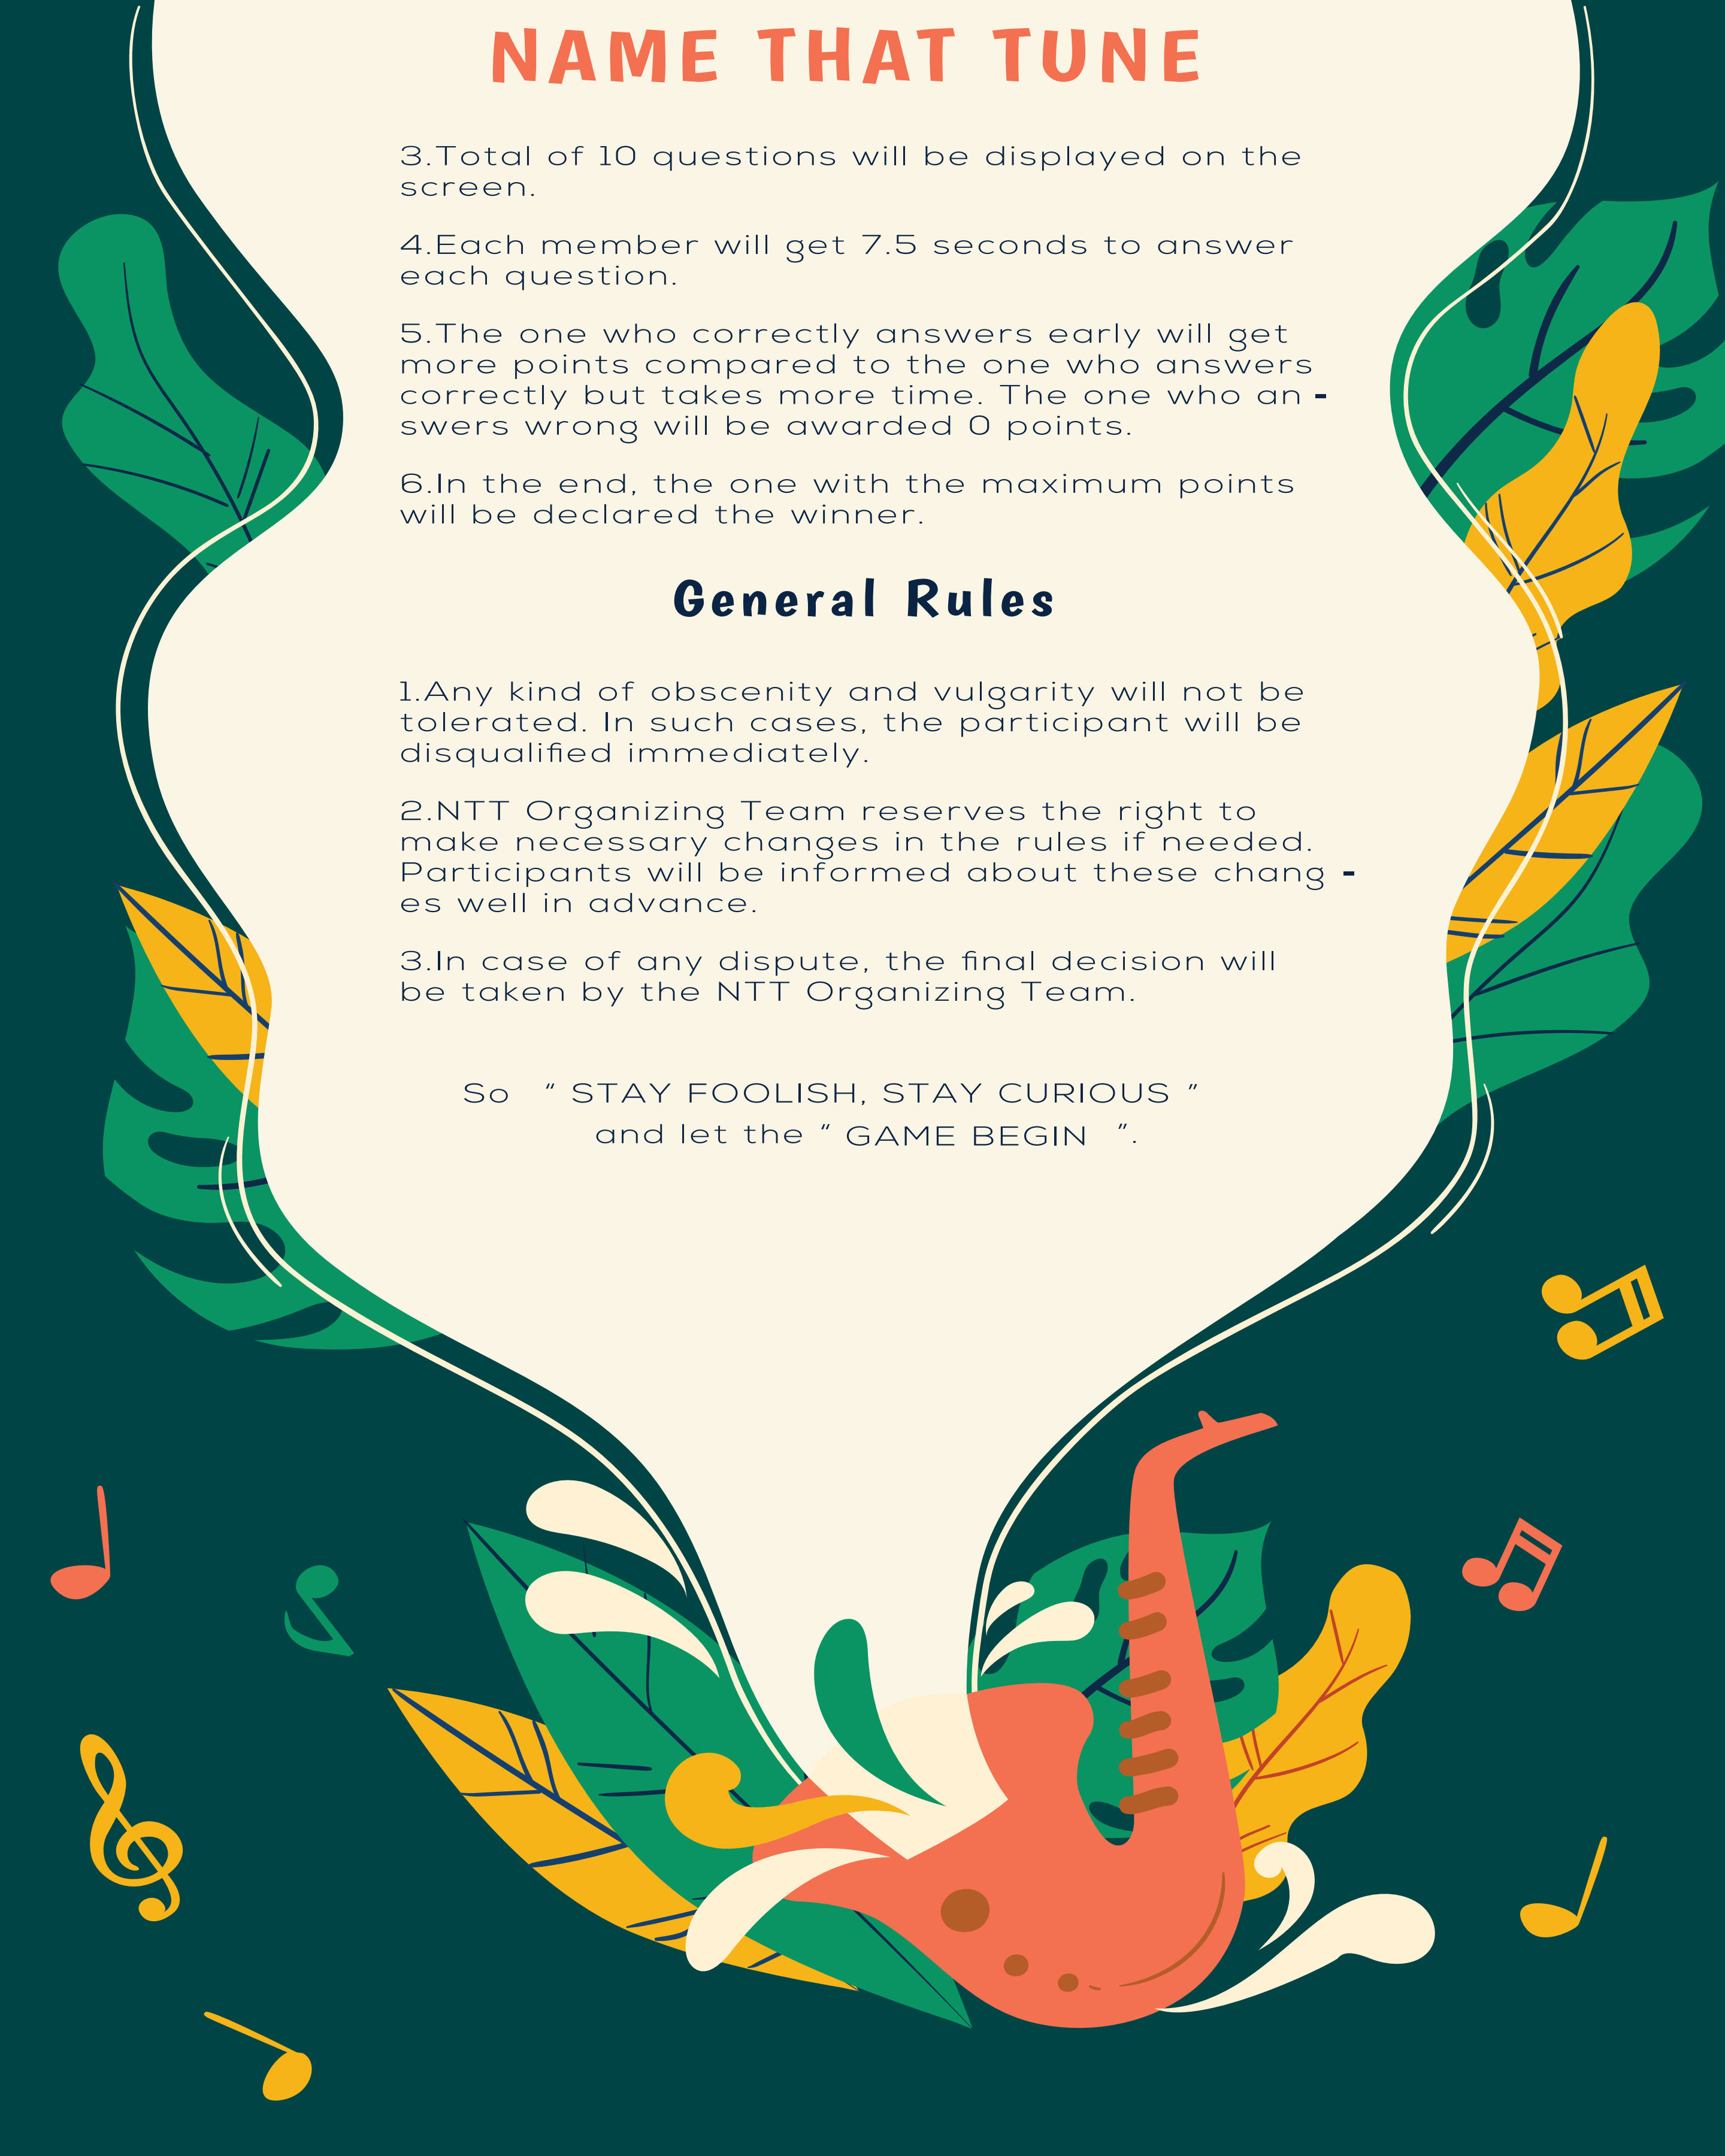 NAME THAT TUNE
3.Total of 10 questions will be displayed on the
screen.
4.Each member will get 7.5 seconds to answer
each question.
5.The one who correctly answers early will get
more points compared to the one who answers
correctly but takes more time. The one who an -
swers wrong will be awarded 0 points.
6.In the end, the one with the maximum points
will be declared the winner.
General Rules
1.Any kind of obscenity and vulgarity will not be
tolerated. In such cases, the participant will be
disqualified immediately.
2.NTT Organizing Team reserves the right to
make necessary changes in the rules if needed.
Participants will be informed about these chang -
es well in advance.
3.In case of any dispute, the final decision will
be taken by the NTT Organizing Team.
So “ STAY FOOLISH, STAY CURIOUS ”
and let the “ GAME BEGIN ”.